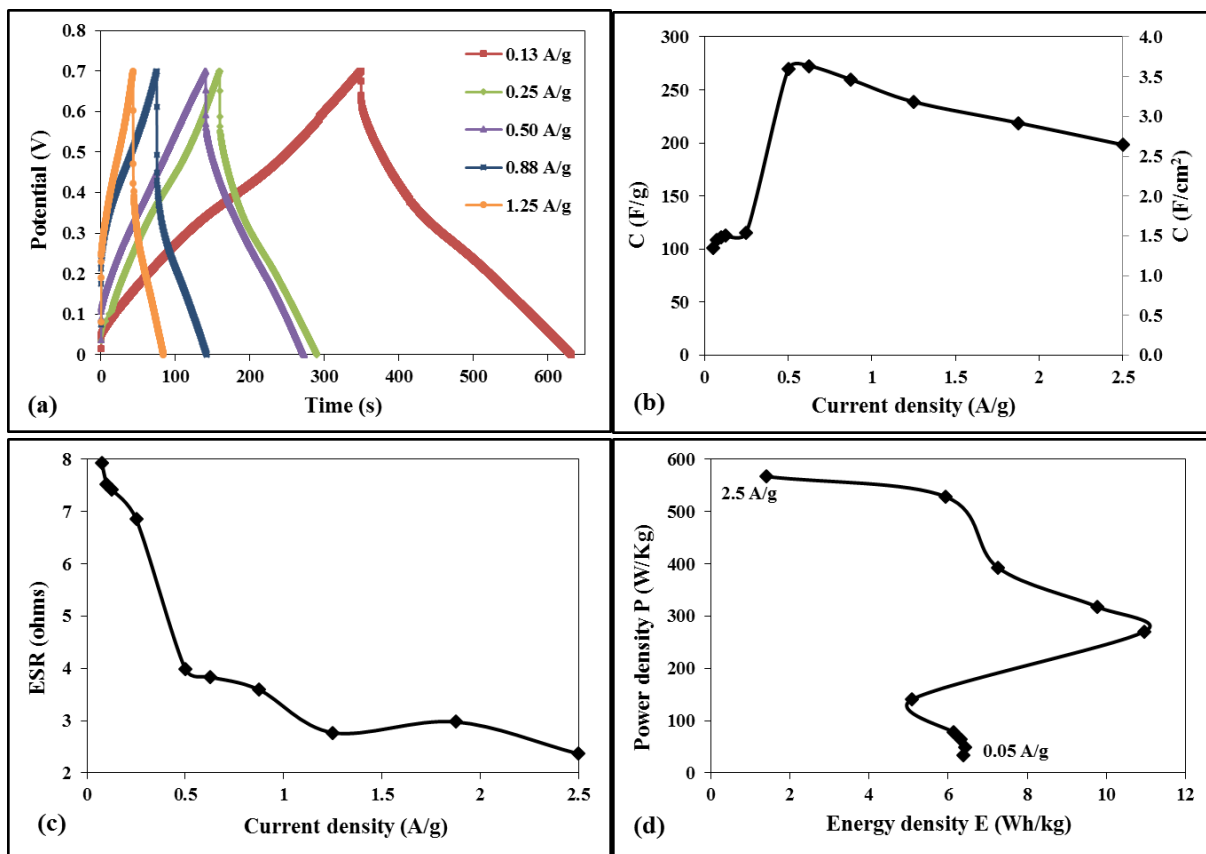 0.8
0.7
0.6
0.5
0.4
0.3
0.2
0.1
0
Potential (V)
0.13 A/g
0.25 A/g
0.50 A/g
0.88 A/g
1.25 A/g
0 100 200 300 400 500 600
(a)
Time (s)
300
250
200
150
100
50
0
C (F/g)
4.0
3.5
3.0
2.5
2.0
1.5
1.0
0.5
0.0
C (F/cm²)
0 0.5 1 1.5 2 2.5
(b)
Current density (A/g)
8
7
6
5
4
3
2
ESR (ohms)
0 0.5 1 1.5 2 2.5
(c)
Current density (A/g)
600
500
400
300
200
100
0
Power density P (W/Kg)
2.5 A/g
0.05 A/g
0 2 4 6 8 10 12
Energy density E (Wh/kg)
(d)